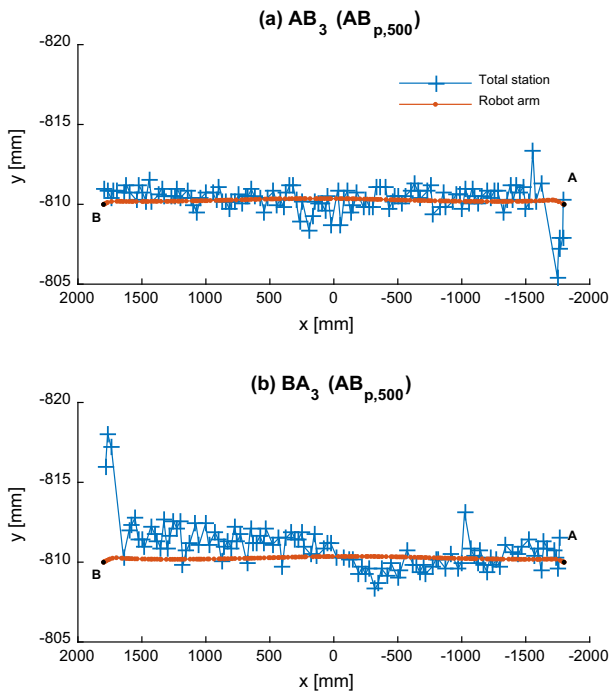 (a) AB3 (ABp,500)
-820
-815
-810
-805
y [mm]
Total station
Robot arm
A
B
2000 1500 1000 500 0 -500 -1000 -1500 -2000
x [mm]
(b) BA3 (ABp,500)
-820
-815
-810
-805
y [mm]
A
B
2000 1500 1000 500 0 -500 -1000 -1500 -2000
x [mm]